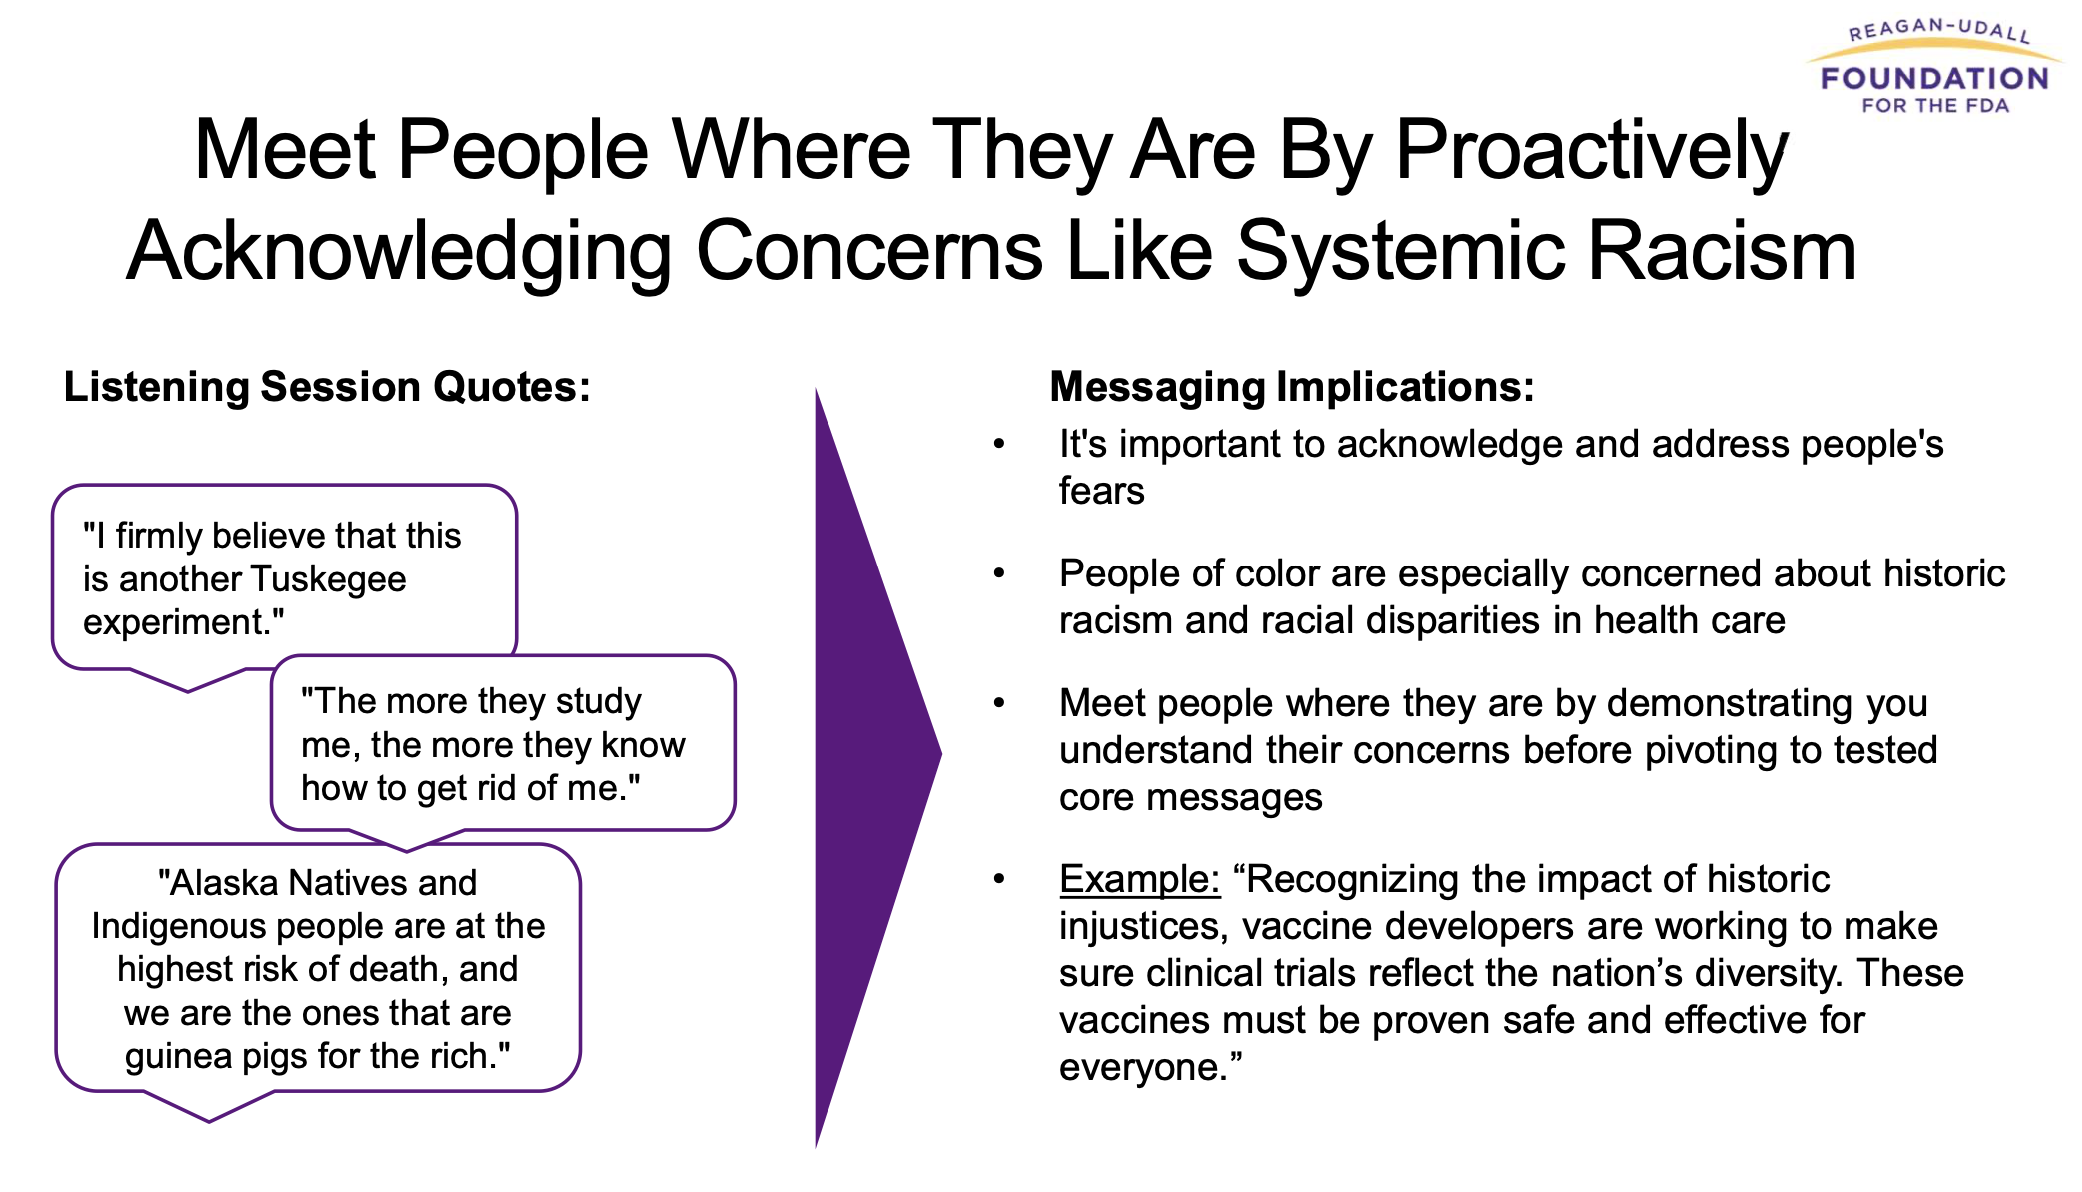 REAGAN-UDALL
FOUNDATION
FOR THE FDA
Meet People Where They Are By Proactively
Acknowledging Concerns Like Systemic Racism
Listening Session Quotes:
"I firmly believe that this
is another Tuskegee
experiment."
"The more they study
me, the more they know
how to get rid of me."
"Alaska Natives and
Indigenous people are at the
highest risk of death, and
we are the ones that are
guinea pigs for the rich."
Messaging Implications:
• It's important to acknowledge and address people's
fears
• People of color are especially concerned about historic
racism and racial disparities in health care
• Meet people where they are by demonstrating you
understand their concerns before pivoting to tested
core messages
• Example: “Recognizing the impact of historic
injustices, vaccine developers are working to make
sure clinical trials reflect the nation’s diversity. These
vaccines must be proven safe and effective for
everyone.”